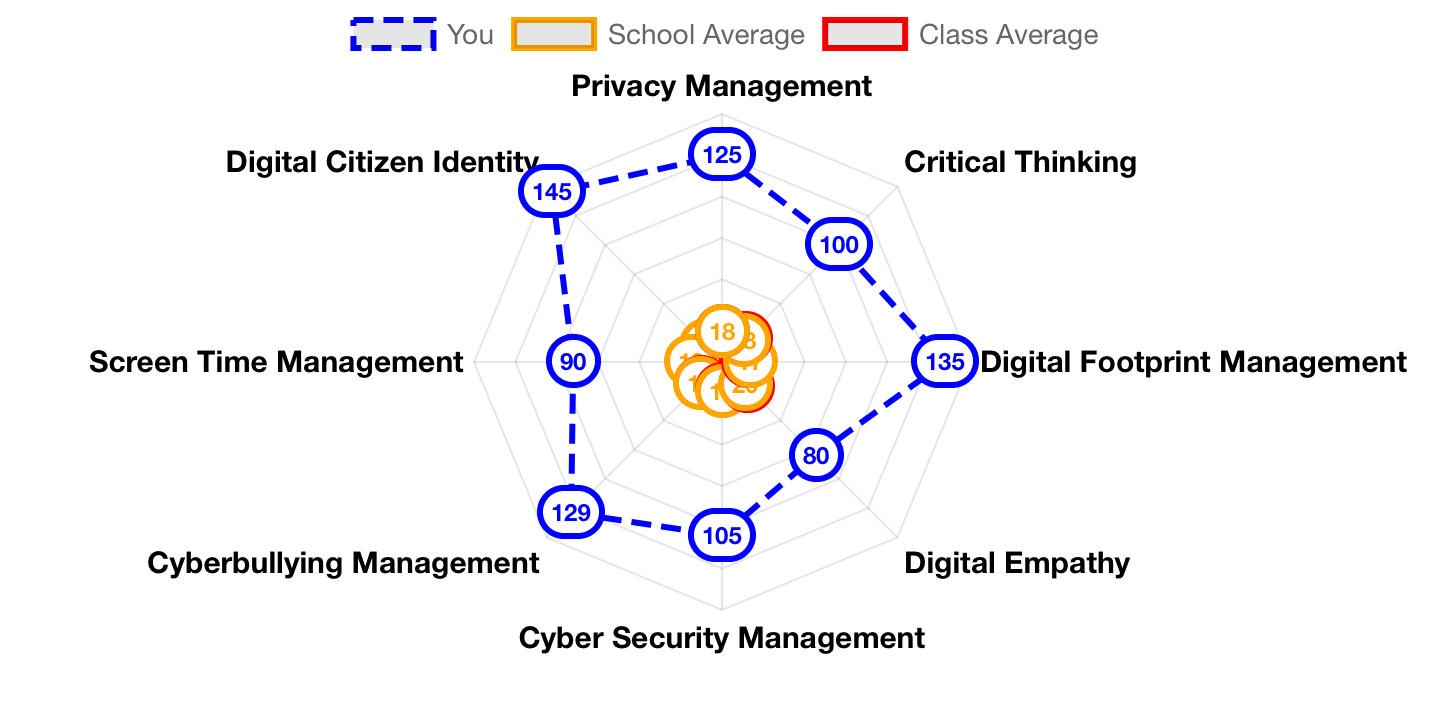 You School Average Class Average
Privacy Management
125
Digital Citizen Identity
Critical Thinking
145
100
18
Screen Time Management
90
135
Digital Footprint Management
80
129
105
Cyberbullying Management
Digital Empathy
Cyber Security Management